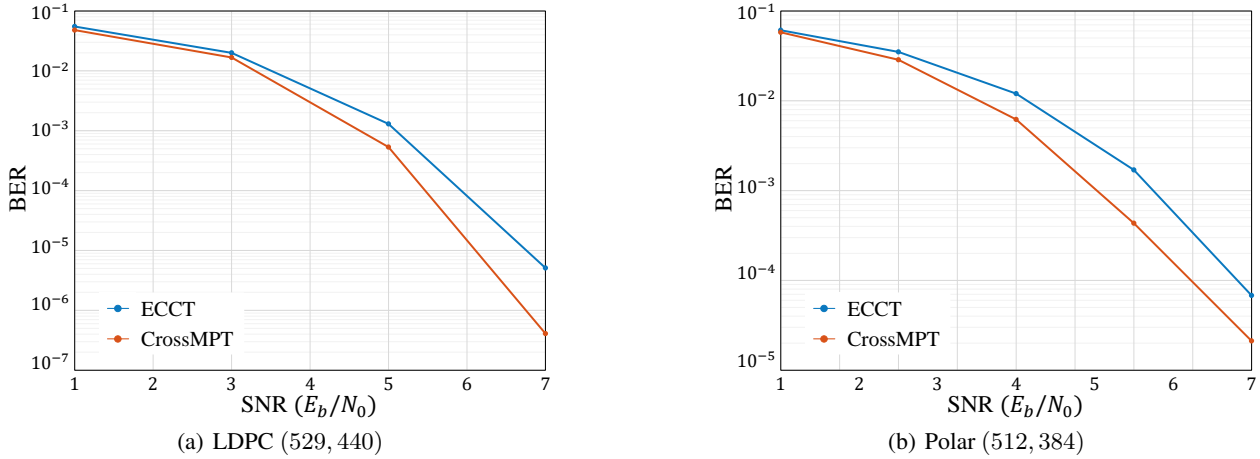 10⁻¹
10⁻²
10⁻³
10⁻⁴
10⁻⁵
10⁻⁶
10⁻⁷
BER
ECCT
CrossMPT
1 2 3 4 5 6 7
SNR (E_b/N_0)
(a) LDPC (529, 440)
10⁻¹
10⁻²
10⁻³
10⁻⁴
10⁻⁵
BER
ECCT
CrossMPT
1 2 3 4 5 6 7
SNR (E_b/N_0)
(b) Polar (512, 384)